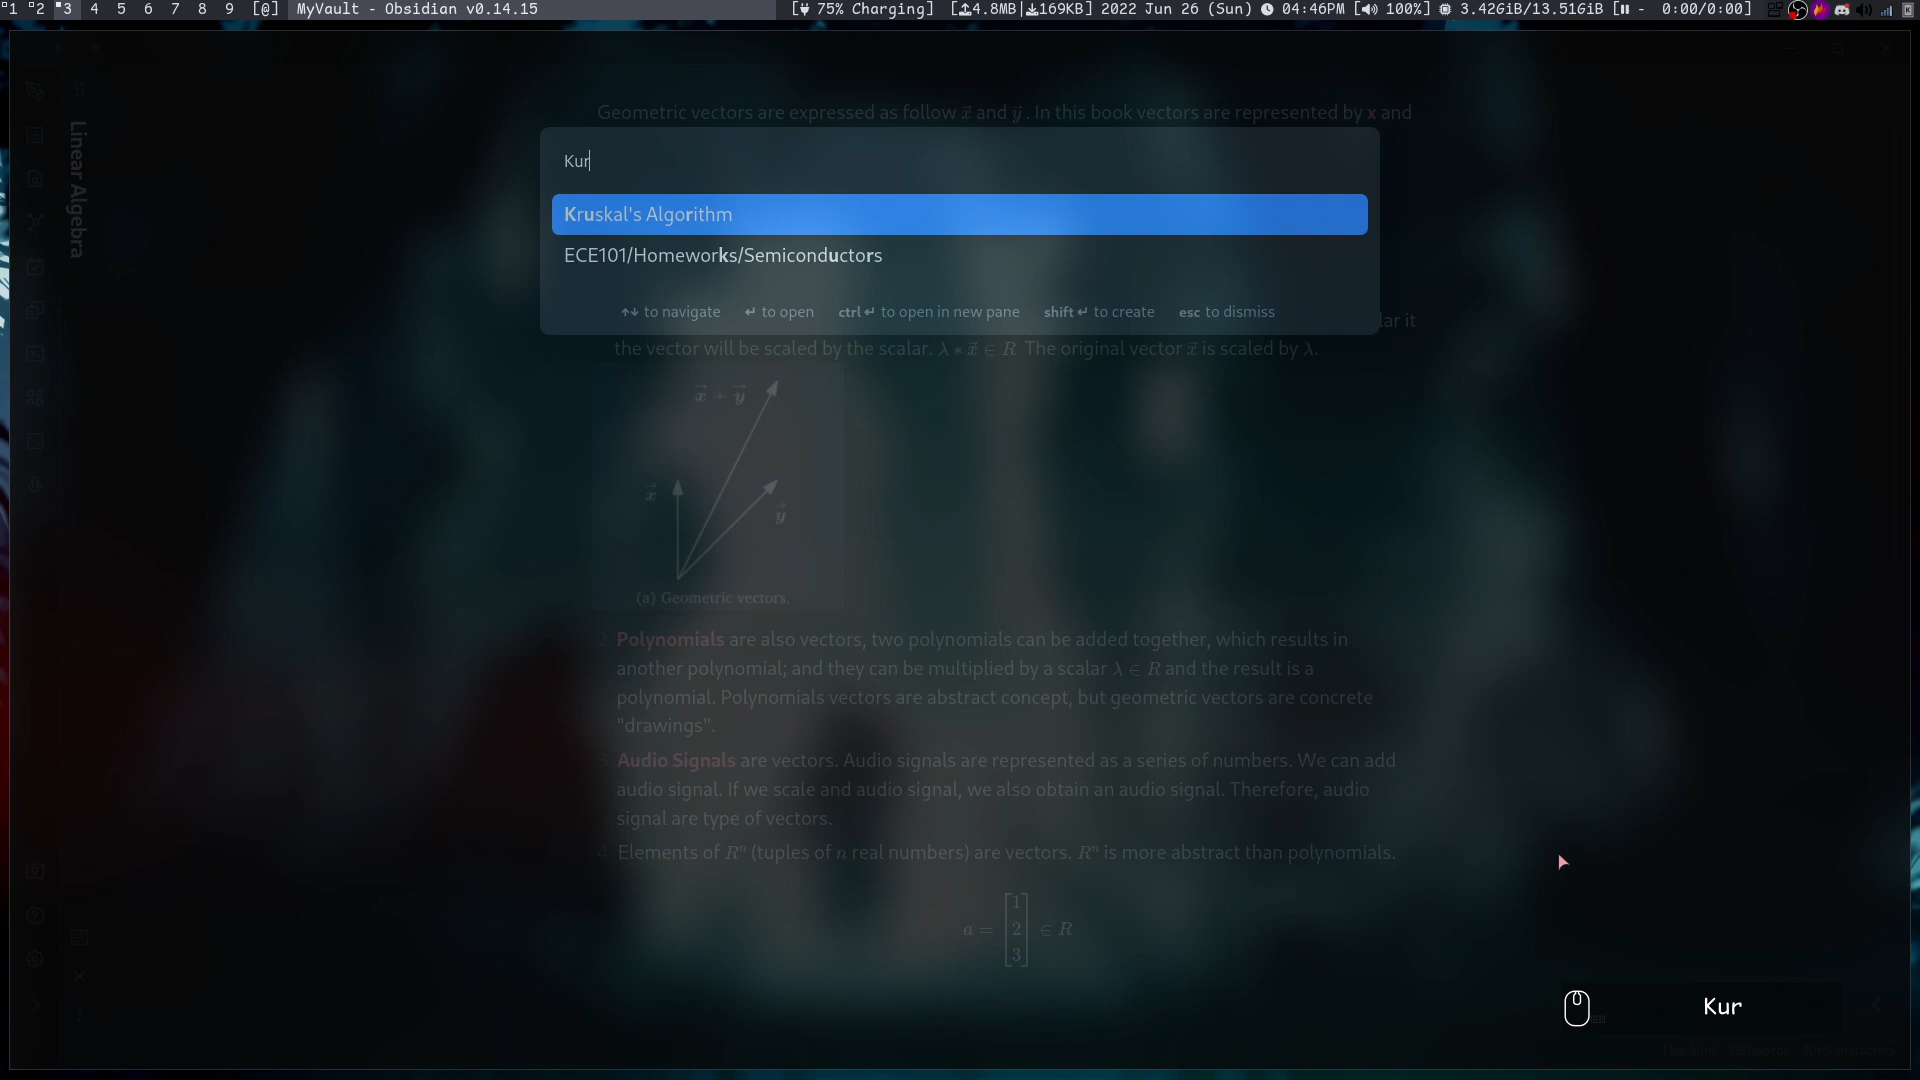 1 2 3 4 5 6 7 8 9 [@] MyVault - Obsidian v0.14.15 [75% Charging] [4.8MB|169KB] 2022 Jun 26 (Sun) 04:46PM [100%] 3.42GiB/13.51GiB [- 0:00/0:00]
Linear Algebra
Geometric vectors are expressed as follow x⃗ and y⃗ . In this book vectors are represented by x and
Kur
Kruskal's Algorithm
ECE101/Homeworks/Semiconductors
↑↓ to navigate ↵ to open ctrl ↵ to open in new pane shift ↵ to create esc to dismiss
lar it
the vector will be scaled by the scalar. λ ∗ x⃗ ∈ R The original vector x⃗ is scaled by λ.
x⃗ + y⃗
x⃗
y⃗
(a) Geometric vectors.
2. Polynomials are also vectors, two polynomials can be added together, which results in
another polynomial; and they can be multiplied by a scalar λ ∈ R and the result is a
polynomial. Polynomials vectors are abstract concept, but geometric vectors are concrete
"drawings".
3. Audio Signals are vectors. Audio signals are represented as a series of numbers. We can add
audio signal. If we scale and audio signal, we also obtain an audio signal. Therefore, audio
signal are type of vectors.
4. Elements of Rⁿ (tuples of n real numbers) are vectors. Rⁿ is more abstract than polynomials.
a = [1 2 3] ∈ R
Kur